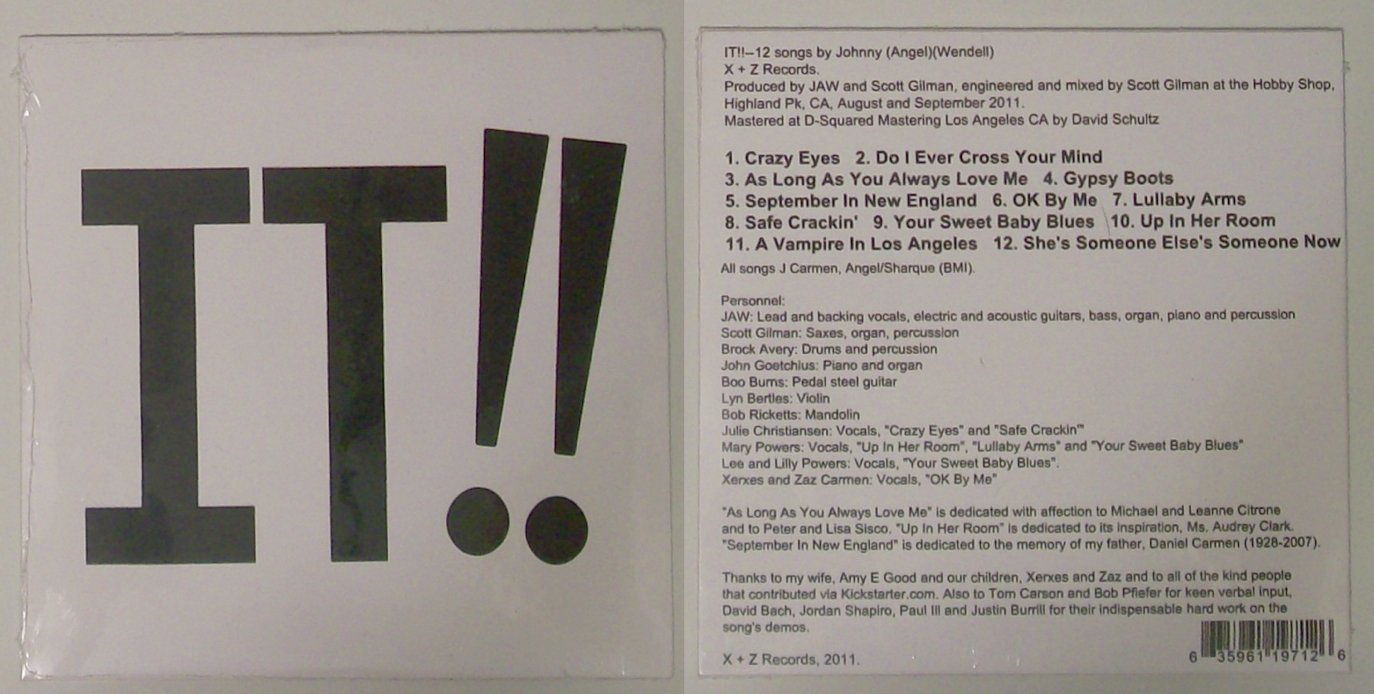 IT!!
IT!!–12 songs by Johnny (Angel)(Wendell)
X + Z Records.
Produced by JAW and Scott Gilman, engineered and mixed by Scott Gilman at the Hobby Shop,
Highland Pk, CA, August and September 2011.
Mastered at D-Squared Mastering Los Angeles CA by David Schultz
1. Crazy Eyes 2. Do I Ever Cross Your Mind
3. As Long As You Always Love Me 4. Gypsy Boots
5. September In New England 6. OK By Me 7. Lullaby Arms
8. Safe Crackin' 9. Your Sweet Baby Blues 10. Up In Her Room
11. A Vampire In Los Angeles 12. She's Someone Else's Someone Now
All songs J Carmen, Angel/Sharque (BMI).
Personnel:
JAW: Lead and backing vocals, electric and acoustic guitars, bass, organ, piano and percussion
Scott Gilman: Saxes, organ, percussion
Brock Avery: Drums and percussion
John Goetchius: Piano and organ
Boo Burns: Pedal steel guitar
Lyn Bertles: Violin
Bob Ricketts: Mandolin
Julie Christiansen: Vocals, "Crazy Eyes" and "Safe Crackin'"
Mary Powers: Vocals, "Up In Her Room", "Lullaby Arms" and "Your Sweet Baby Blues"
Lee and Lilly Powers: Vocals, "Your Sweet Baby Blues".
Xerxes and Zaz Carmen: Vocals, "OK By Me"
"As Long As You Always Love Me" is dedicated with affection to Michael and Leanne Citrone
and to Peter and Lisa Sisco. "Up In Her Room" is dedicated to its inspiration, Ms. Audrey Clark.
"September In New England" is dedicated to the memory of my father, Daniel Carmen (1928-2007).
Thanks to my wife, Amy E Good and our children, Xerxes and Zaz and to all of the kind people
that contributed via Kickstarter.com. Also to Tom Carson and Bob Pfiefer for keen verbal input,
David Bach, Jordan Shapiro, Paul Ill and Justin Burrill for their indispensable hard work on the
song's demos.
X + Z Records, 2011.
6 35961 19712 6